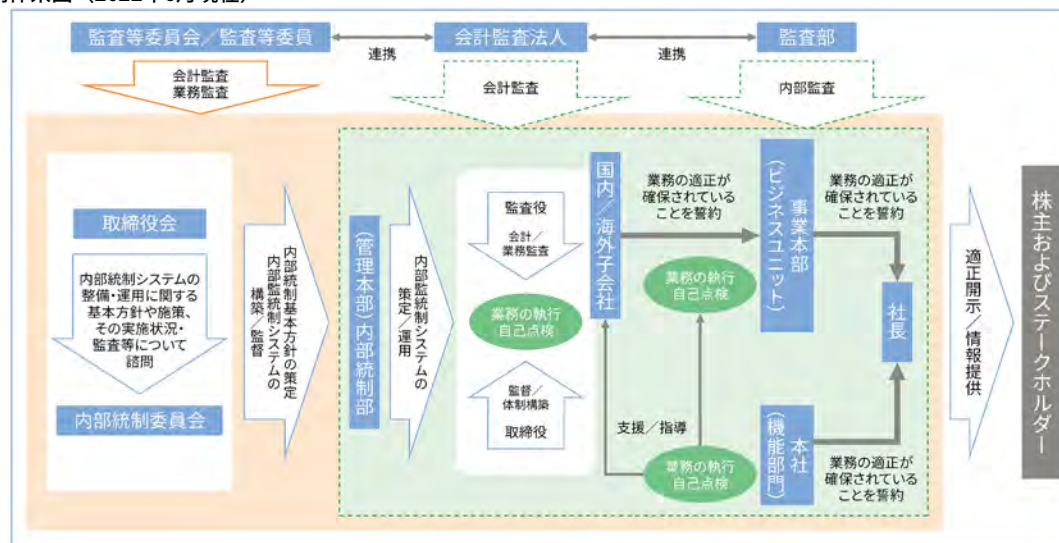 監査等委員会／監査等委員
会計監査法人
監査部
連携
連携
会計監査
業務監査
会計監査
内部監査
取締役会
内部統制システムの
整備・運用に関する
基本方針や施策、
その実施状況・
監査等について
諮問
内部統制委員会
内部統制基本方針の策定
内部監統制システムの
構築／監督
（管理本部）内部統制部
内部監統制システムの
策定／運用
監査役
会計／
業務監査
業務の執行
自己点検
監督／
体制構築
取締役
国内／海外子会社
業務の適正が
確保されている
ことを誓約
業務の執行
自己点検
支援／指導
業務の執行
自己点検
事業本部
（ビジネスユニット）
業務の適正が
確保されている
ことを誓約
社長
本社
（機能部門）
業務の適正が
確保されている
ことを誓約
適正開示／情報提供
株主およびステークホルダー